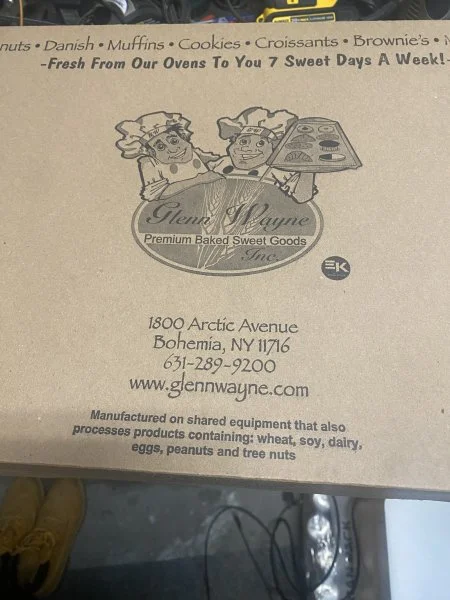 nuts • Danish • Muffins • Cookies • Croissants • Brownie's •
-Fresh From Our Ovens To You 7 Sweet Days A Week!-
Glenn Wayne
Premium Baked Sweet Goods
Inc.
EK
1800 Arctic Avenue
Bohemia, NY 11716
631-289-9200
www.glennwayne.com
Manufactured on shared equipment that also
processes products containing: wheat, soy, dairy,
eggs, peanuts and tree nuts